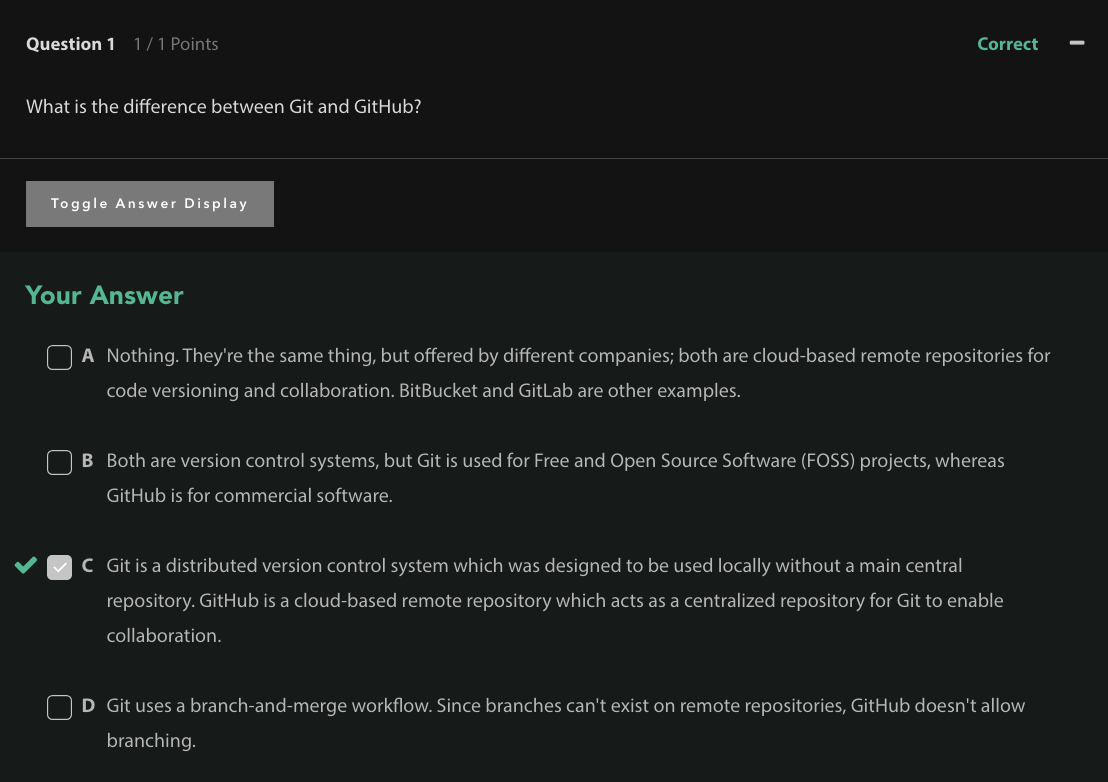 Question 1 1 / 1 Points Correct
What is the difference between Git and GitHub?
Toggle Answer Display
Your Answer
A Nothing. They're the same thing, but offered by different companies; both are cloud-based remote repositories for
code versioning and collaboration. BitBucket and GitLab are other examples.
B Both are version control systems, but Git is used for Free and Open Source Software (FOSS) projects, whereas
GitHub is for commercial software.
C Git is a distributed version control system which was designed to be used locally without a main central
repository. GitHub is a cloud-based remote repository which acts as a centralized repository for Git to enable
collaboration.
D Git uses a branch-and-merge workflow. Since branches can't exist on remote repositories, GitHub doesn't allow
branching.